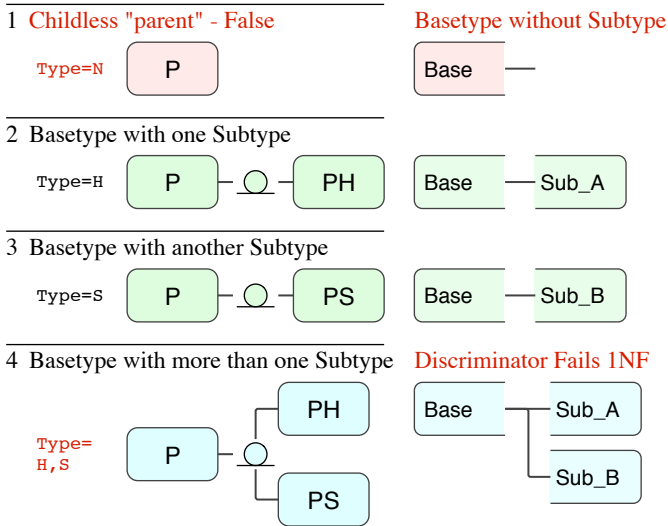 1 Childless "parent" - False
Basetype without Subtype
Type=N
P
Base
2 Basetype with one Subtype
Type=H
P
PH
Base
Sub_A
3 Basetype with another Subtype
Type=S
P
PS
Base
Sub_B
4 Basetype with more than one Subtype
Discriminator Fails 1NF
PH
Base
Sub_A
Type=
H,S
P
Sub_B
PS